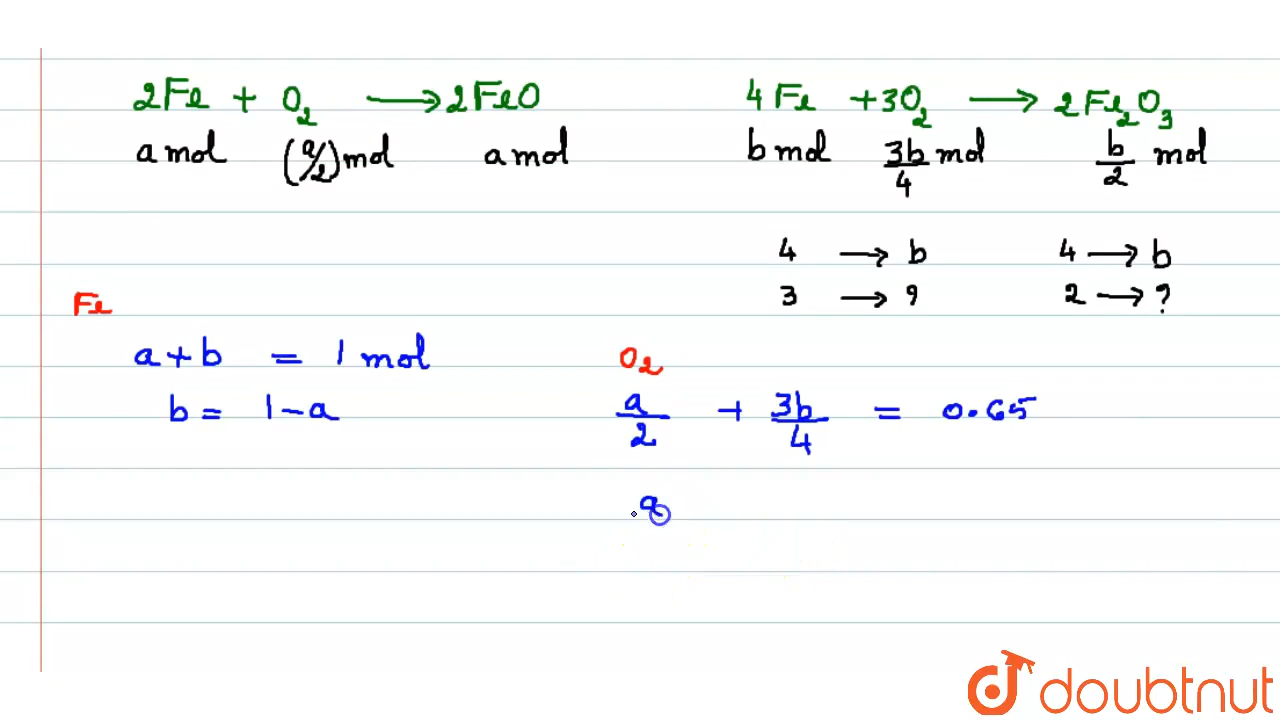 2Fe + O2 ⟶ 2FeO 4Fe + 3O2 ⟶ 2Fe2O3
a mol (a/2) mol a mol b mol 3b/4 mol b/2 mol
4 ⟶ b 4 ⟶ b
3 ⟶ ? 2 ⟶ ?
Fe
a + b = 1 mol O2
b = 1 - a a/2 + 3b/4 = 0.65
a
doubtnut